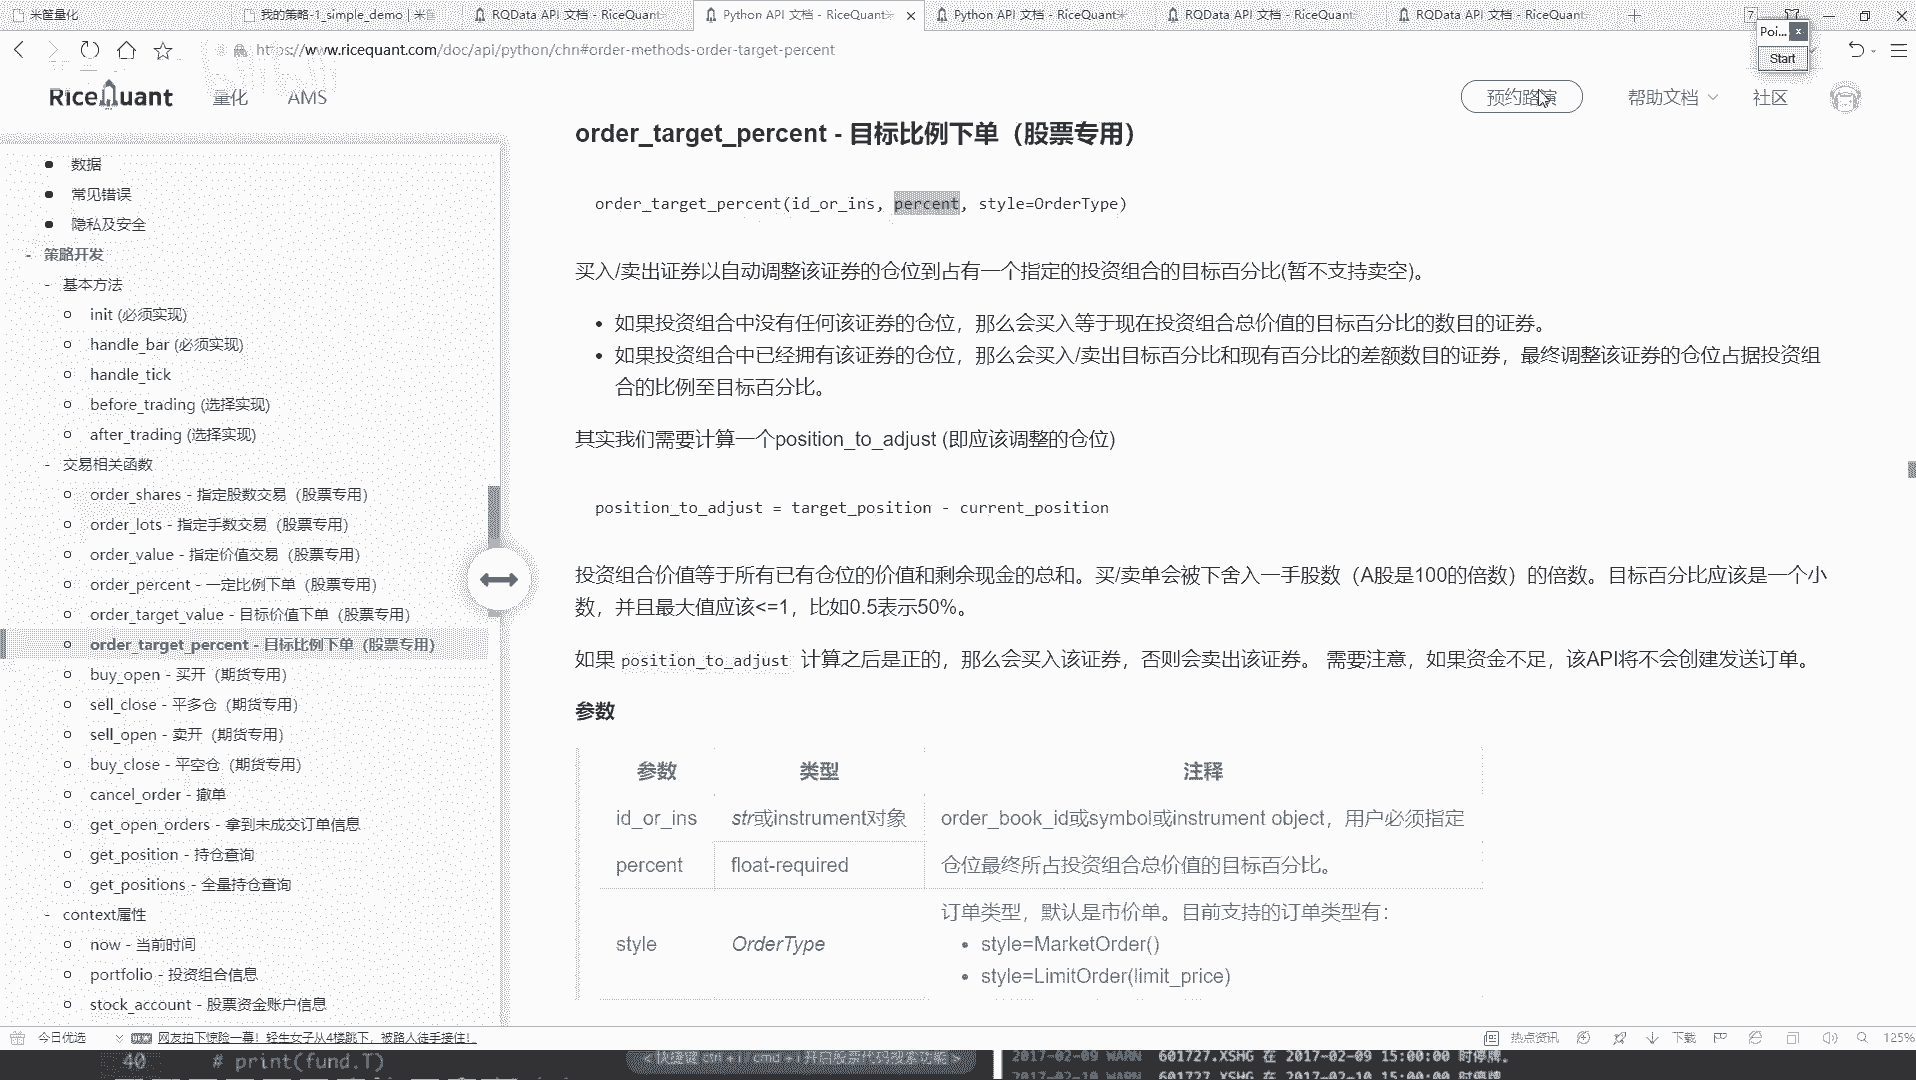 米筐量化
我的策略-1_simple_demo | 米筐
RQData API 文档 - RiceQuant
Python API 文档 - RiceQuant
Python API 文档 - RiceQuant
RQData API 文档 - RiceQuant
RQData API 文档 - RiceQuant
7
Poi... x
Start
https://www.ricequant.com/doc/api/python/chn#order-methods-order-target-percent
RiceQuant
量化
AMS
预约路演
帮助文档
社区
数据
常见错误
隐私及安全
- 策略开发
- 基本方法
init (必须实现)
handle_bar (必须实现)
handle_tick
before_trading (选择实现)
after_trading (选择实现)
- 交易相关函数
order_shares - 指定股数交易（股票专用）
order_lots - 指定手数交易（股票专用）
order_value - 指定价值交易（股票专用）
order_percent - 一定比例下单（股票专用）
order_target_value - 目标价值下单（股票专用）
order_target_percent - 目标比例下单（股票专用）
buy_open - 买开（期货专用）
sell_close - 平多仓（期货专用）
sell_open - 卖开（期货专用）
buy_close - 平空仓（期货专用）
cancel_order - 撤单
get_open_orders - 拿到未成交订单信息
get_position - 持仓查询
get_positions - 全量持仓查询
- context属性
now - 当前时间
portfolio - 投资组合信息
stock_account - 股票资金账户信息
order_target_percent - 目标比例下单（股票专用）
order_target_percent(id_or_ins, percent, style=OrderType)
买入/卖出证券以自动调整该证券的仓位到占有一个指定的投资组合的目标百分比(暂不支持卖空)。
如果投资组合中没有任何该证券的仓位，那么会买入等于现在投资组合总价值的目标百分比的数目的证券。
如果投资组合中已经拥有该证券的仓位，那么会买入/卖出目标百分比和现有百分比的差额数目的证券，最终调整该证券的仓位占据投资组
合的比例至目标百分比。
其实我们需要计算一个position_to_adjust (即应该调整的仓位)
position_to_adjust = target_position - current_position
投资组合价值等于所有已有仓位的价值和剩余现金的总和。买/卖单会被下舍入一手股数（A股是100的倍数）的倍数。目标百分比应该是一个小
数，并且最大值应该<=1，比如0.5表示50%。
如果 position_to_adjust 计算之后是正的，那么会买入该证券，否则会卖出该证券。 需要注意，如果资金不足，该API将不会创建发送订单。
参数
参数 类型 注释
id_or_ins str或instrument对象 order_book_id或symbol或instrument object，用户必须指定
percent float-required 仓位最终所占投资组合总价值的目标百分比。
订单类型，默认是市价单。目前支持的订单类型有：
style OrderType style=MarketOrder()
style=LimitOrder(limit_price)
今日优选
网友拍下惊险一幕！轻生女子从4楼跳下，被路人徒手接住！
热点资讯
下载
125%
40 # print(fund.T)
<快捷键 ctrl + i / cmd + i 开启股票代码搜索功能>
2017-02-09 WARN 601727.XSHG 在 2017-02-09 15:00:00 时停牌。
2017-02-10 WARN 601727.XSHG 在 2017-02-10 15:00:00 时停牌。